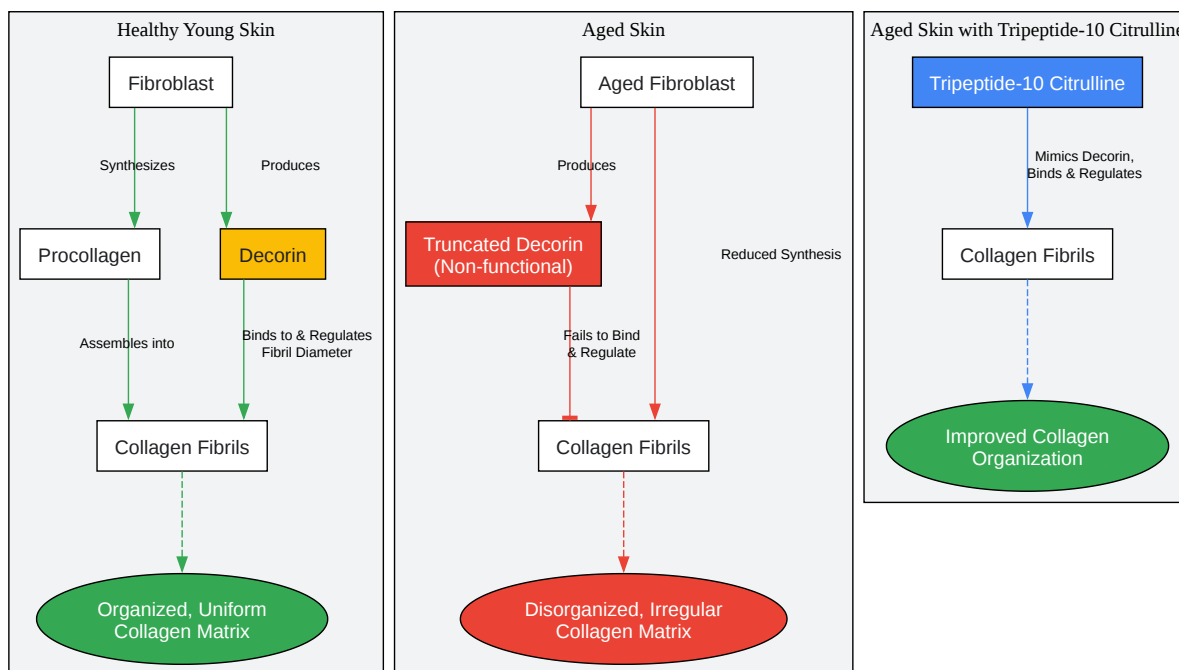 Healthy Young Skin
Fibroblast
Synthesizes
Produces
Procollagen
Decorin
Assembles into
Binds to & Regulates
Fibril Diameter
Collagen Fibrils
Organized, Uniform
Collagen Matrix
Aged Skin
Aged Fibroblast
Produces
Truncated Decorin
(Non-functional)
Reduced Synthesis
Fails to Bind
& Regulate
Collagen Fibrils
Disorganized, Irregular
Collagen Matrix
Aged Skin with Tripeptide-10 Citrulline
Tripeptide-10 Citrulline
Mimics Decorin,
Binds & Regulates
Collagen Fibrils
Improved Collagen
Organization